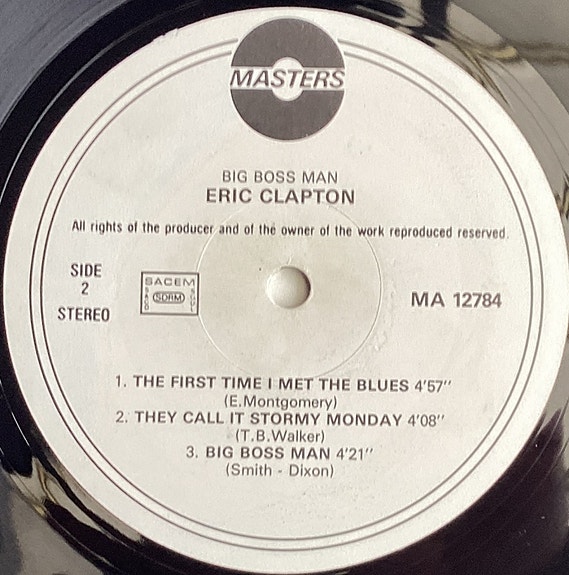 MASTERS
BIG BOSS MAN
ERIC CLAPTON
All rights of the producer and of the owner of the work reproduced reserved.
SIDE
2
STEREO
SACEM
SACD
SDRM
SGDL
MA 12784
1. THE FIRST TIME I MET THE BLUES 4'57"
(E.Montgomery)
2. THEY CALL IT STORMY MONDAY 4'08"
(T.B.Walker)
3. BIG BOSS MAN 4'21"
(Smith - Dixon)